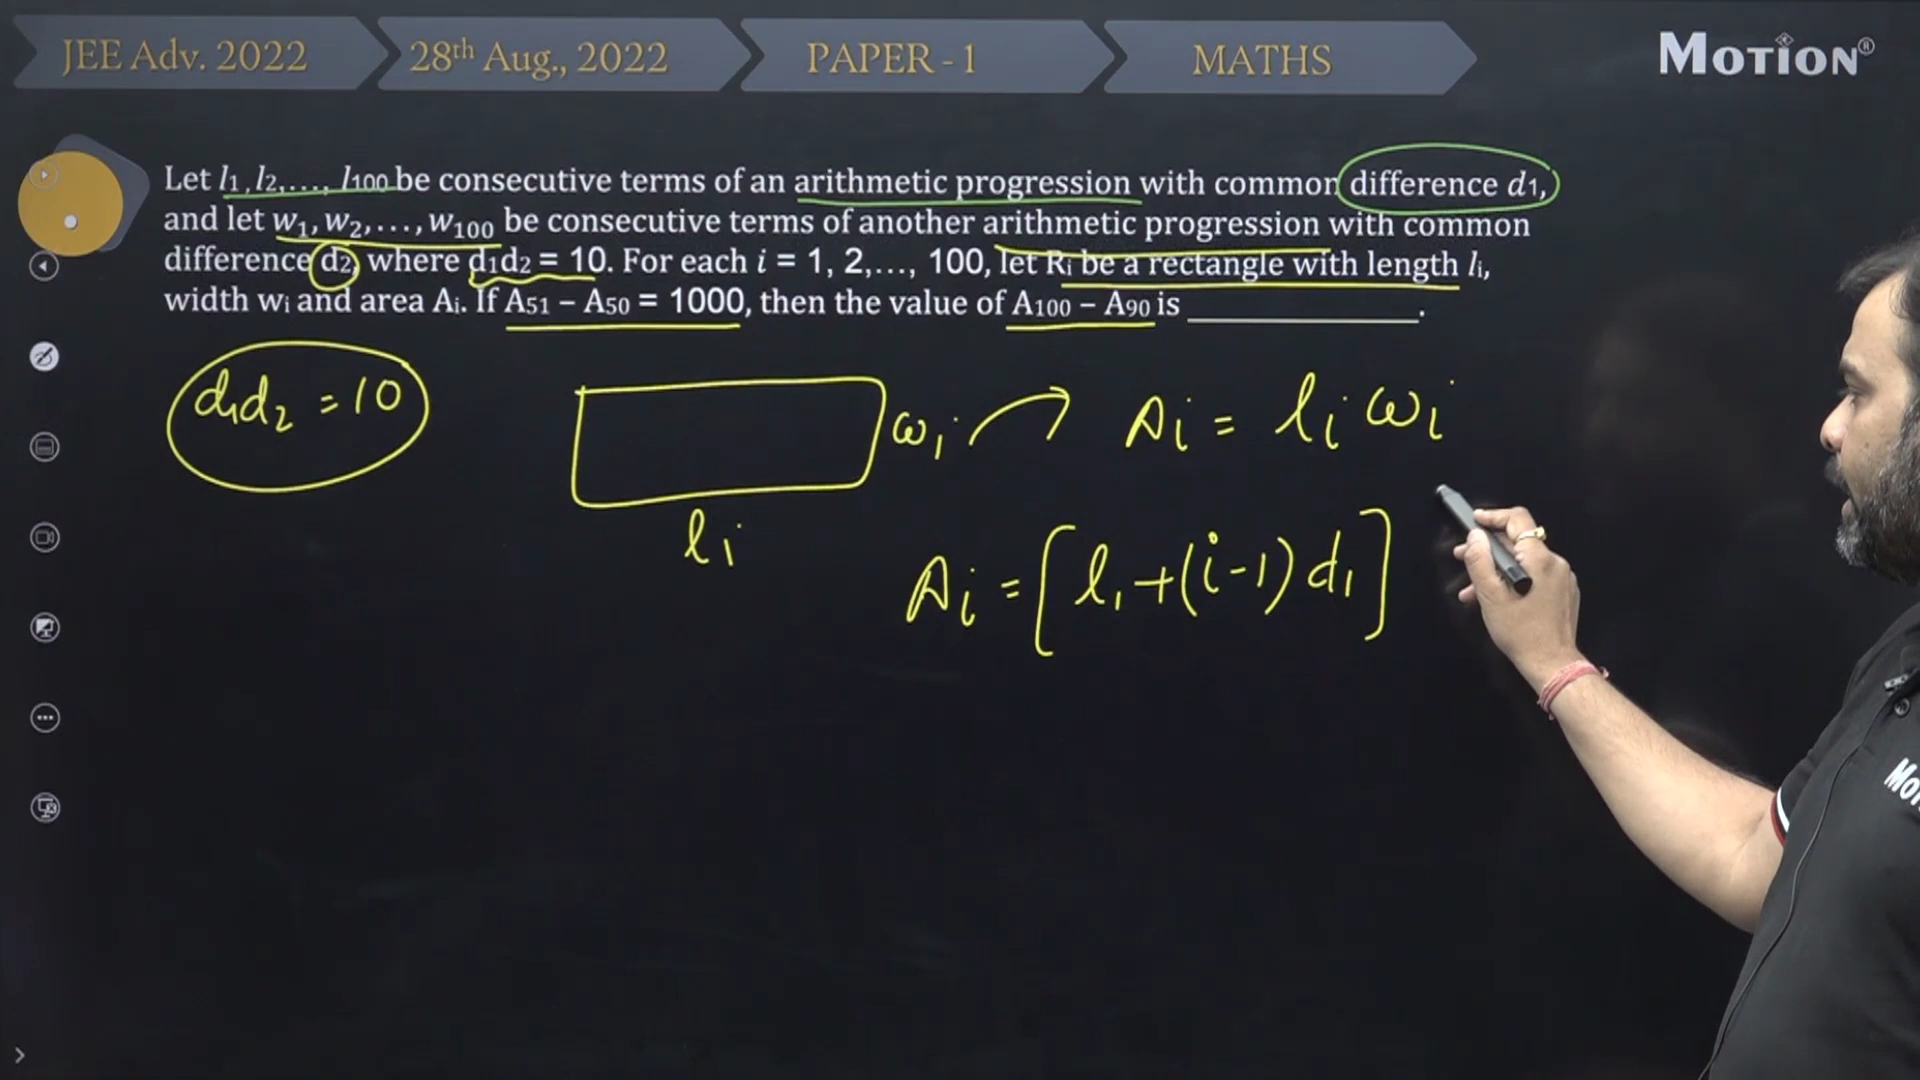 JEE Adv. 2022
28th Aug., 2022
PAPER - 1
MATHS
MOTION®
Let l1, l2,…, l100 be consecutive terms of an arithmetic progression with common difference d1,
and let w1, w2,…, w100 be consecutive terms of another arithmetic progression with common
difference d2, where d1d2 = 10. For each i = 1, 2,…, 100, let Ri be a rectangle with length li,
width wi and area Ai. If A51 – A50 = 1000, then the value of A100 – A90 is ____________.
d1d2 = 10
ωi
Ai = li ωi
li
Ai = [l1+(i-1)d1]